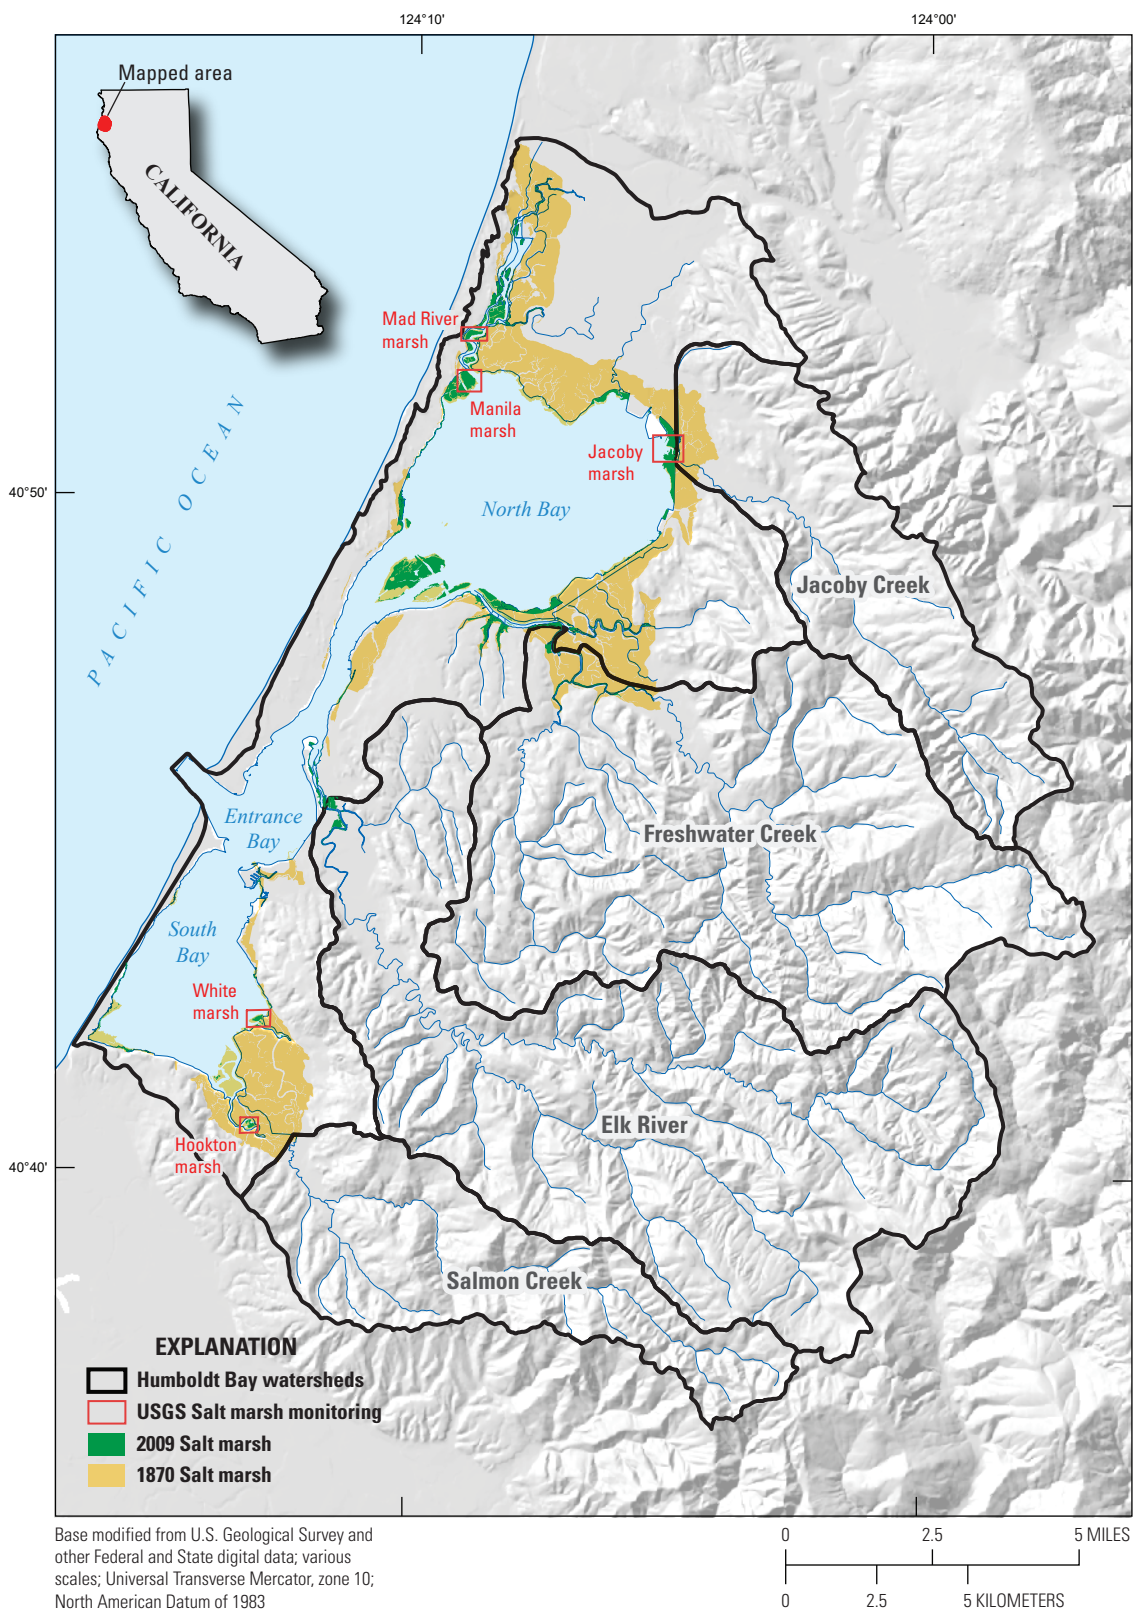 124°10'
124°00'
Mapped area
CALIFORNIA
Mad River
marsh
Manila
marsh
Jacoby
marsh
PACIFIC OCEAN
40°50'
North Bay
Jacoby Creek
Entrance
Bay
Freshwater Creek
South
Bay
White
marsh
Elk River
Hookton
marsh
40°40'
Salmon Creek
EXPLANATION
Humboldt Bay watersheds
USGS Salt marsh monitoring
2009 Salt marsh
1870 Salt marsh
Base modified from U.S. Geological Survey and
other Federal and State digital data; various
scales; Universal Transverse Mercator, zone 10;
North American Datum of 1983
0 2.5 5 MILES
0 2.5 5 KILOMETERS